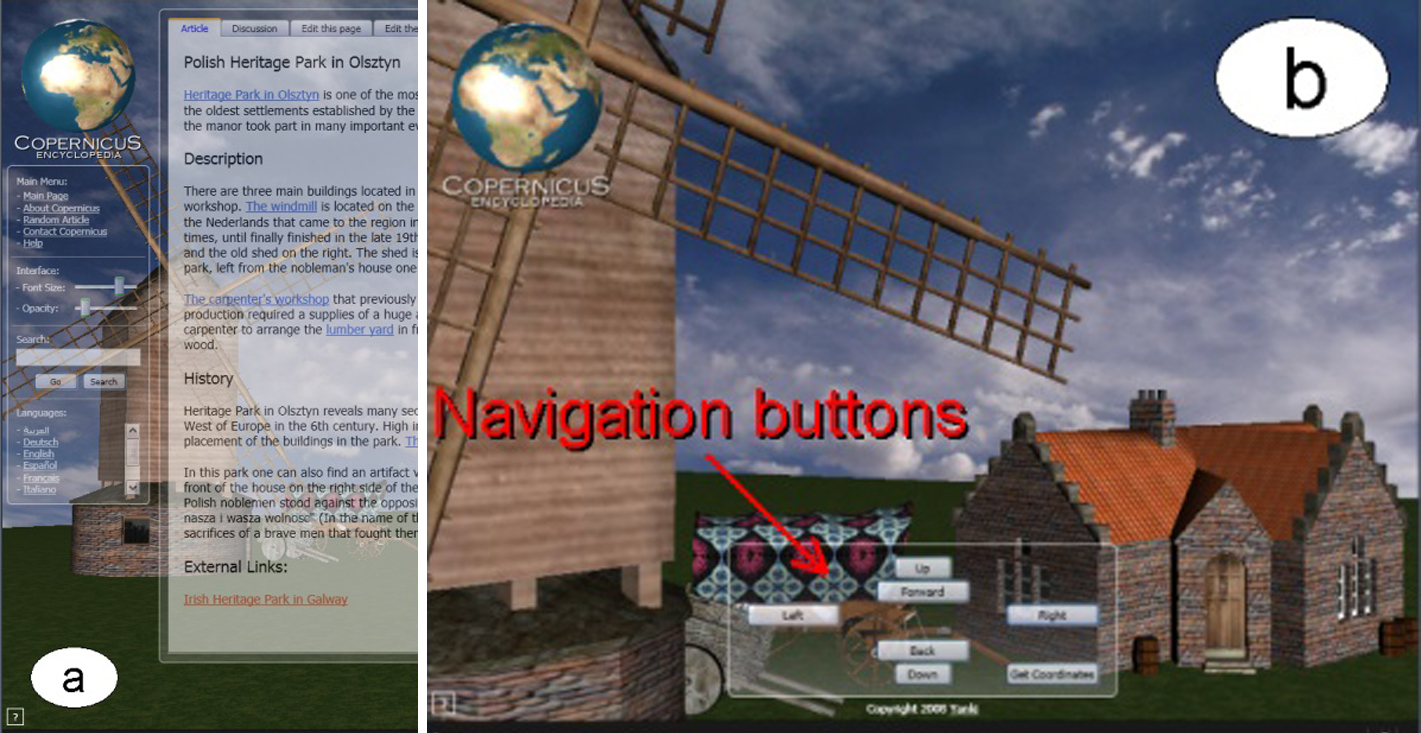 COPERNICUS
ENCYCLOPEDIA
Main Menu:
- Main Page
- About Copernicus
- Random Article
- Contact Copernicus
- Help
Interface:
- Font Size:
- Opacity:
Search:
Go Search
Languages:
- العربية
- Deutsch
- English
- Español
- Français
- Italiano
?
a
Article Discussion Edit this page Edit the
Polish Heritage Park in Olsztyn
Heritage Park in Olsztyn is one of the mos
the oldest settlements established by the
the manor took part in many important ev
Description
There are three main buildings located in
workshop. The windmill is located on the
the Nederlands that came to the region in
times, until finally finished in the late 19th
and the old shed on the right. The shed is
park, left from the nobleman's house one
The carpenter's workshop that previously
production required a supplies of a huge a
carpenter to arrange the lumber yard in fr
wood.
History
Heritage Park in Olsztyn reveals many sec
West of Europe in the 6th century. High in
placement of the buildings in the park. Th
In this park one can also find an artifact v
front of the house on the right side of the
Polish noblemen stood against the opposit
nasza i wasza wolnosc" (In the name of th
sacrifices of a brave men that fought ther
External Links:
Irish Heritage Park in Galway
COPERNICUS
ENCYCLOPEDIA
b
Navigation buttons
Up
Forward
Left Right
Back
Down Get Coordinates
Copyright 2008 Yanki
?